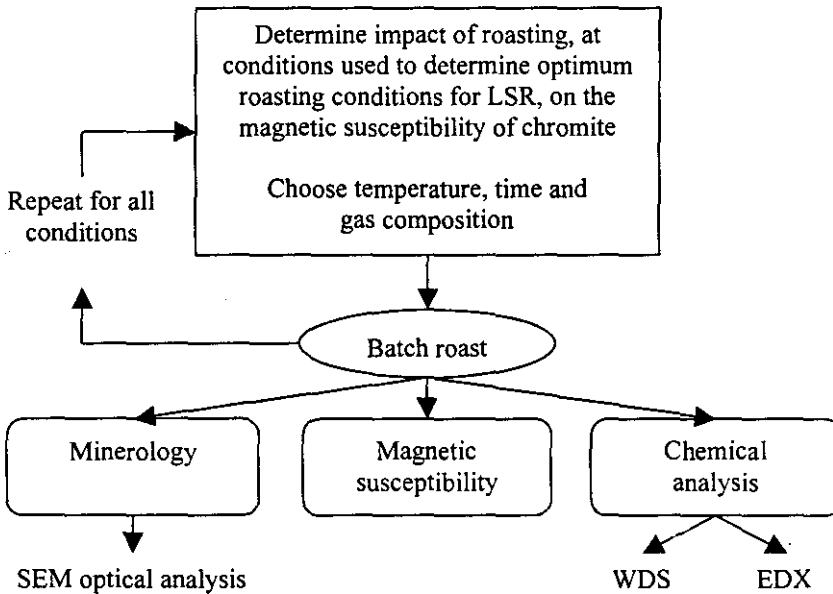 Determine impact of roasting, at
conditions used to determine optimum
roasting conditions for LSR, on the
magnetic susceptibility of chromite
Choose temperature, time and
gas composition
Repeat for all
conditions
Batch roast
Minerology
Magnetic
susceptibility
Chemical
analysis
SEM optical analysis
WDS
EDX